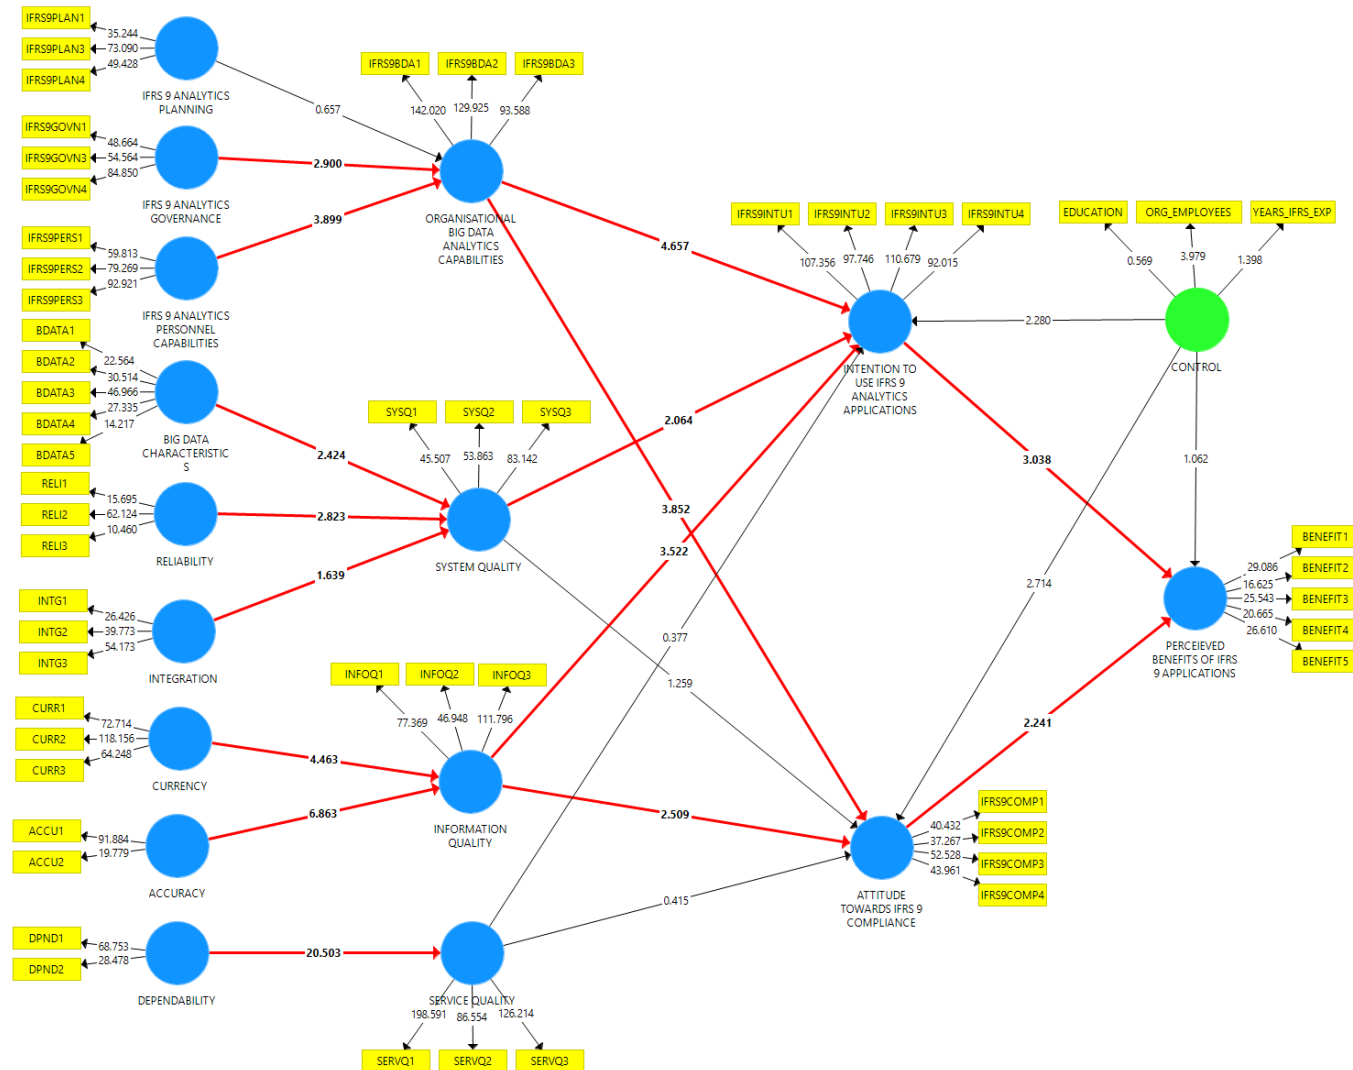 IFRS9PLAN1
35.244
IFRS9PLAN3
73.090
49.428
IFRS9PLAN4
IFRS 9 ANALYTICS
PLANNING
0.657
IFRS9BDA1
IFRS9BDA2
IFRS9BDA3
142.020
129.925
93.588
IFRS9GOVN1
48.664
IFRS9GOVN3
54.564
84.850
IFRS9GOVN4
IFRS 9 ANALYTICS
GOVERNANCE
2.900
3.899
ORGANISATIONAL
BIG DATA
ANALYTICS
CAPABILITIES
IFRS9PERS1
59.813
IFRS9PERS2
79.269
92.921
IFRS9PERS3
IFRS 9 ANALYTICS
PERSONNEL
CAPABILITIES
4.657
IFRS9INTU1
IFRS9INTU2
IFRS9INTU3
IFRS9INTU4
107.356
97.746
110.679
92.015
EDUCATION
ORG_EMPLOYEES
YEARS_IFRS_EXP
0.569
3.979
1.398
2.280
CONTROL
INTENTION TO
USE IFRS 9
ANALYTICS
APPLICATIONS
BDATA1
22.564
BDATA2
30.514
BDATA3
46.966
27.335
BDATA4
14.217
BDATA5
BIG DATA
CHARACTERISTIC
S
2.424
SYSQ1
SYSQ2
SYSQ3
45.507
53.863
83.142
2.064
3.038
1.062
RELI1
15.695
RELI2
62.124
10.460
RELI3
RELIABILITY
2.823
SYSTEM QUALITY
3.852
3.522
1.639
2.714
BENEFIT1
29.086
BENEFIT2
16.625
25.543
BENEFIT3
20.665
BENEFIT4
26.610
BENEFIT5
PERCEIEVED
BENEFITS OF IFRS
9 APPLICATIONS
INTG1
26.426
INTG2
39.773
54.173
INTG3
INTEGRATION
0.377
1.259
INFOQ1
INFOQ2
INFOQ3
77.369
46.948
111.796
CURR1
72.714
CURR2
118.156
64.248
CURR3
CURRENCY
4.463
2.241
6.863
2.509
INFORMATION
QUALITY
ACCU1
91.884
ACCU2
19.779
ACCURACY
IFRS9COMP1
40.432
IFRS9COMP2
37.267
52.528
IFRS9COMP3
43.961
IFRS9COMP4
ATTITUDE
TOWARDS IFRS 9
COMPLIANCE
0.415
DPND1
68.753
28.478
DPND2
DEPENDABILITY
20.503
SERVICE QUALITY
198.591
86.554
126.214
SERVQ1
SERVQ2
SERVQ3